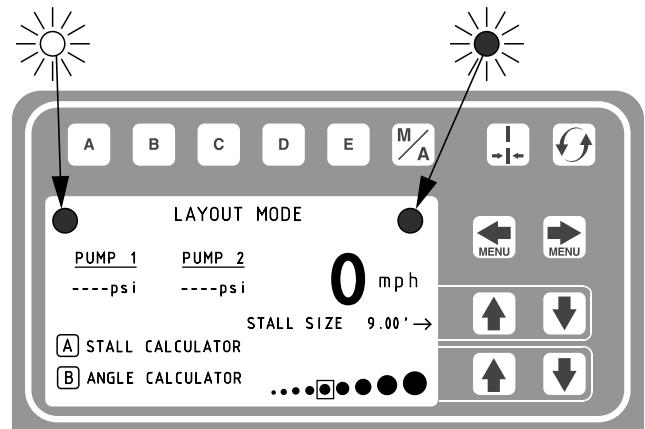 A B C D E M/A
LAYOUT MODE
MENU MENU
PUMP 1 PUMP 2
----psi ----psi
0 mph
STALL SIZE 9.00'→
A STALL CALCULATOR
B ANGLE CALCULATOR